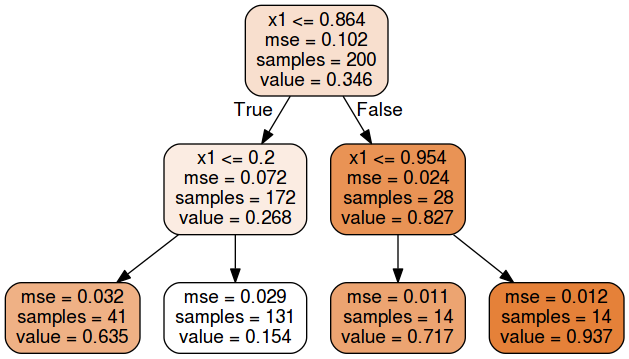 x1 <= 0.864
mse = 0.102
samples = 200
value = 0.346
True
False
x1 <= 0.2
mse = 0.072
samples = 172
value = 0.268
x1 <= 0.954
mse = 0.024
samples = 28
value = 0.827
mse = 0.032
samples = 41
value = 0.635
mse = 0.029
samples = 131
value = 0.154
mse = 0.011
samples = 14
value = 0.717
mse = 0.012
samples = 14
value = 0.937